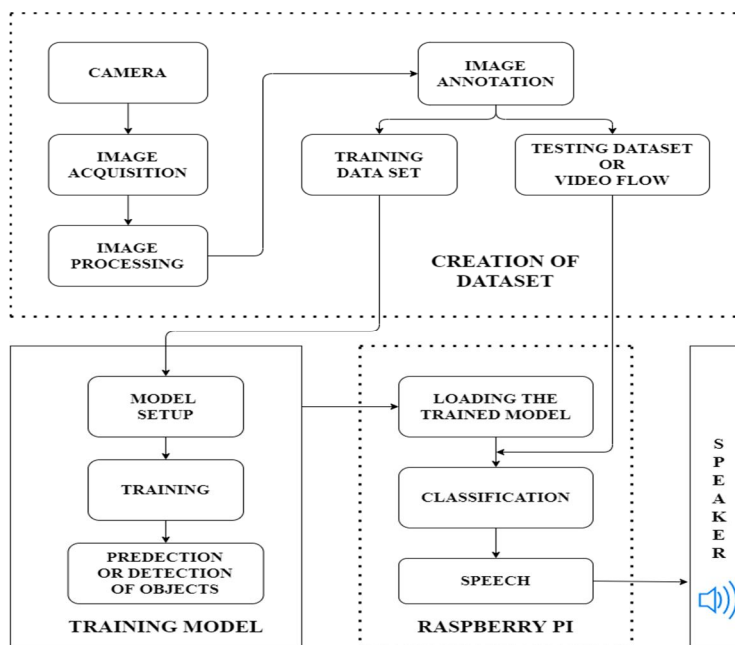 CAMERA
IMAGE
ACQUISITION
IMAGE
PROCESSING
IMAGE
ANNOTATION
TRAINING
DATA SET
TESTING DATASET
OR
VIDEO FLOW
CREATION OF
DATASET
MODEL
SETUP
TRAINING
PREDECTION
OR DETECTION
OF OBJECTS
TRAINING MODEL
LOADING THE
TRAINED MODEL
CLASSIFICATION
SPEECH
RASPBERRY PI
SPEAKER